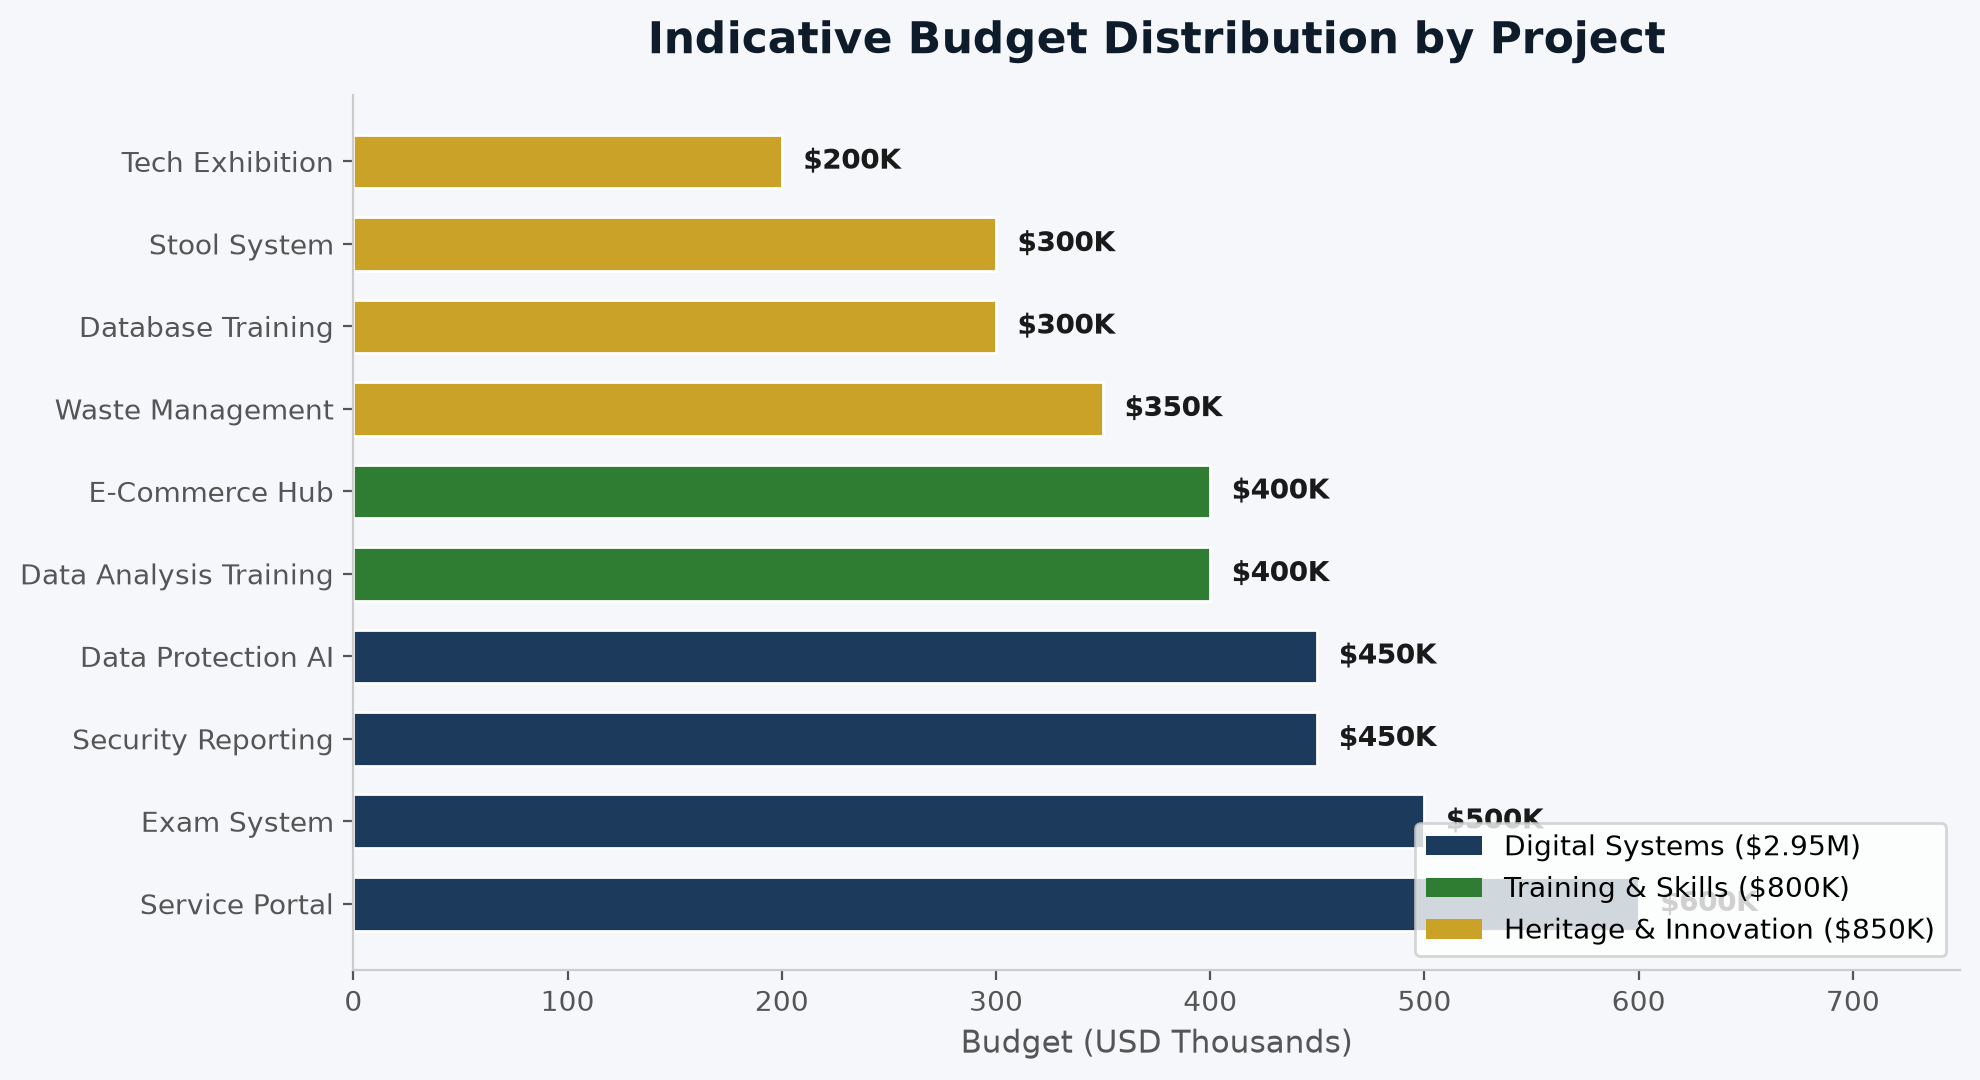 Indicative Budget Distribution by Project
Tech Exhibition
$200K
Stool System
$300K
Database Training
$300K
Waste Management
$350K
E-Commerce Hub
$400K
Data Analysis Training
$400K
Data Protection AI
$450K
Security Reporting
$450K
Exam System
$500K
Service Portal
$600K
Digital Systems ($2.95M)
Training & Skills ($800K)
Heritage & Innovation ($850K)
0 100 200 300 400 500 600 700
Budget (USD Thousands)